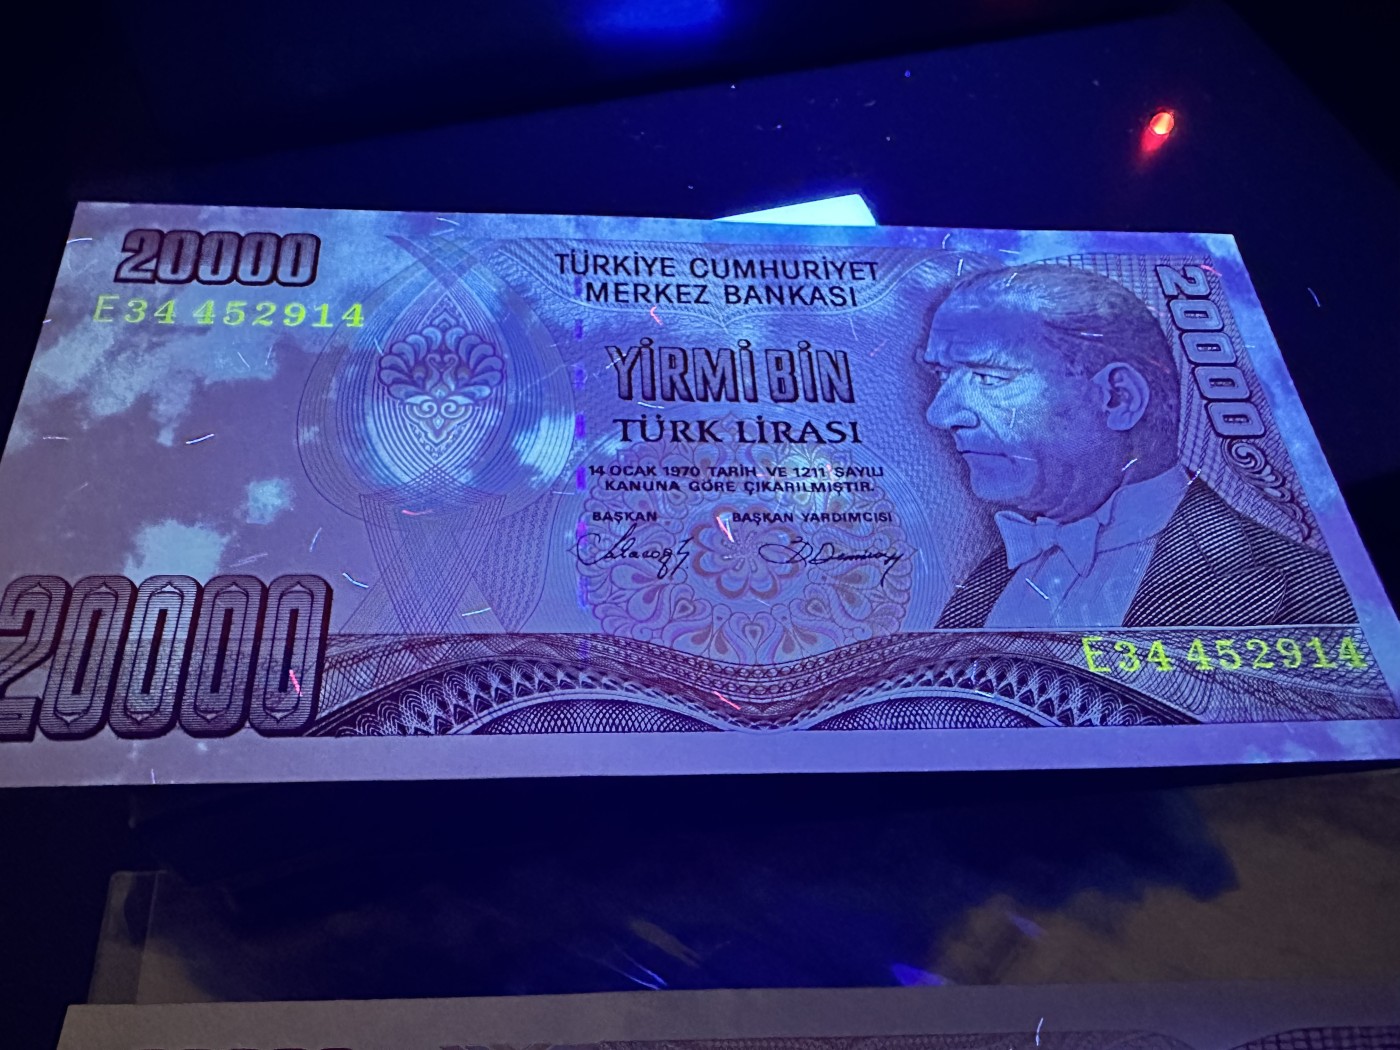 20000
E34 452914
TÜRKİYE CUMHURİYET
MERKEZ BANKASI
YİRMİ BİN
TÜRK LİRASI
14 OCAK 1970 TARİH VE 1211 SAYILI
KANUNA GÖRE ÇIKARILMIŞTIR.
BAŞKAN
BAŞKAN YARDIMCISI
20000
20000
E34 452914